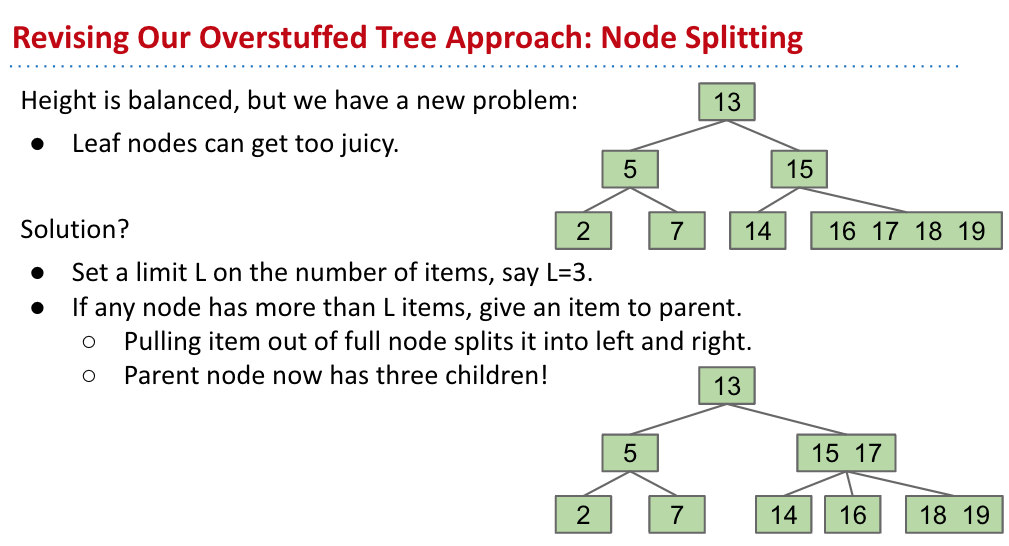 Revising Our Overstuffed Tree Approach: Node Splitting
Height is balanced, but we have a new problem:
● Leaf nodes can get too juicy.
13
5 15
2 7 14 16 17 18 19
Solution?
● Set a limit L on the number of items, say L=3.
● If any node has more than L items, give an item to parent.
○ Pulling item out of full node splits it into left and right.
○ Parent node now has three children!
13
5 15 17
2 7 14 16 18 19